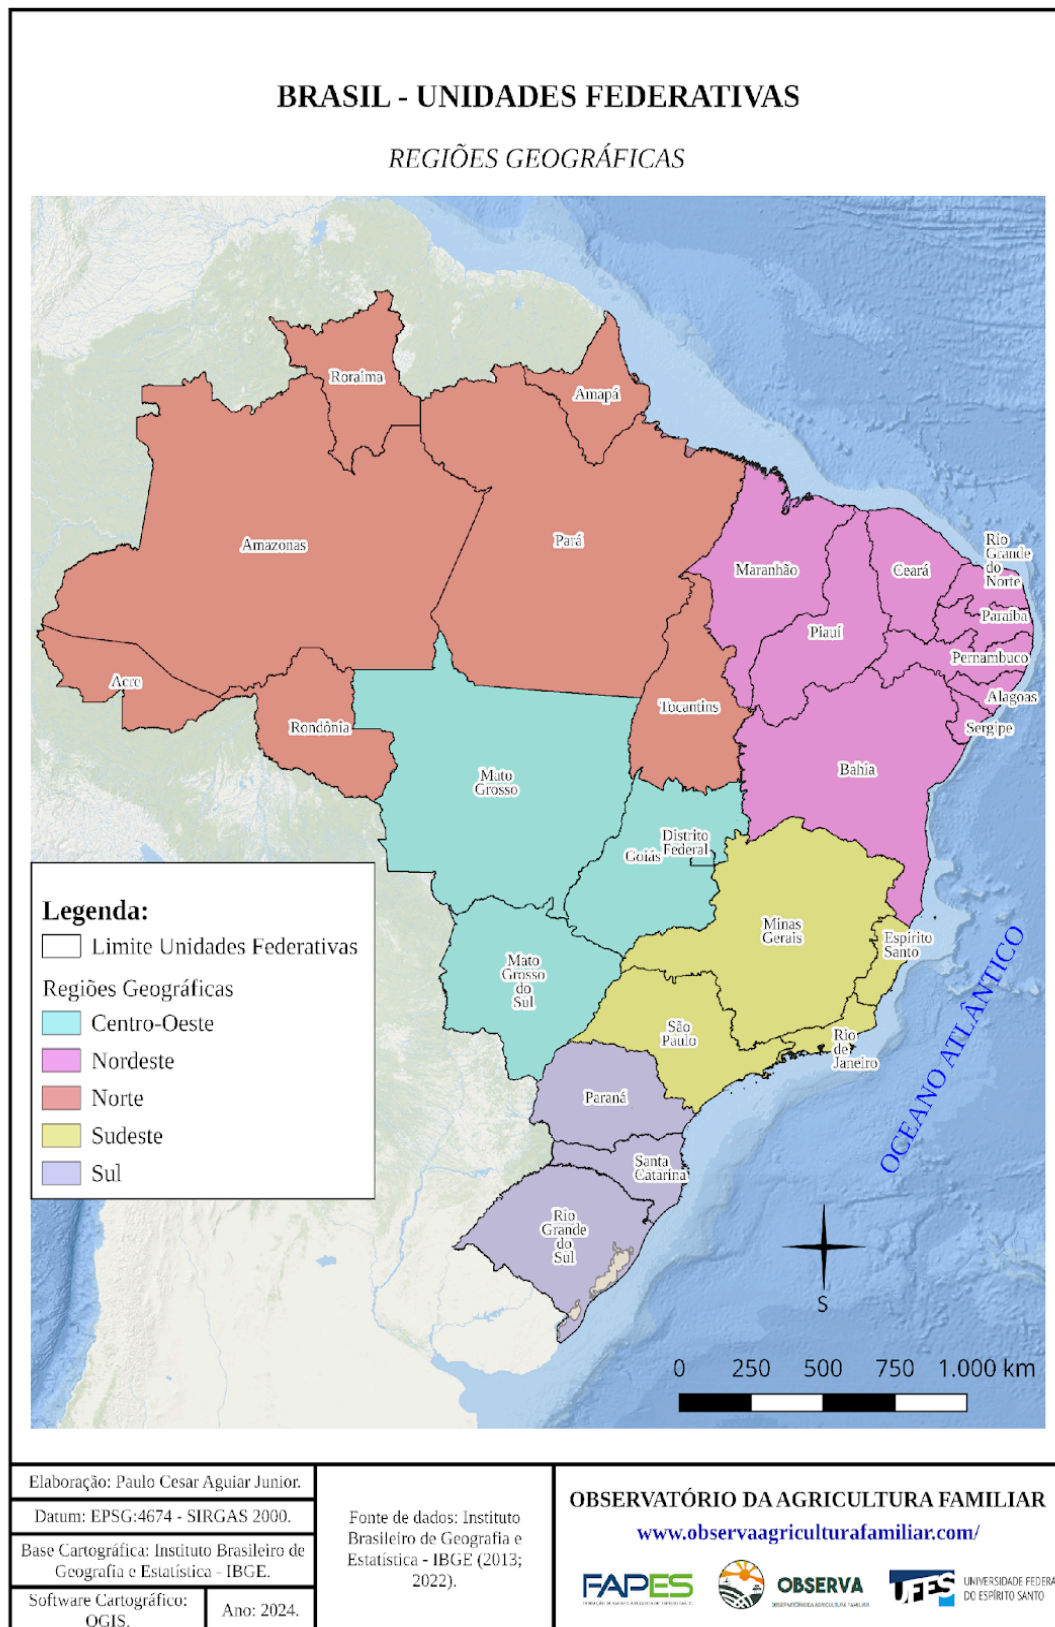 BRASIL - UNIDADES FEDERATIVAS
REGIÕES GEOGRÁFICAS
Roraima
Amapá
Amazonas
Pará
Maranhão
Ceará
Rio
Grande
do
Norte
Paraíba
Piauí
Pernambuco
Acre
Tocantins
Alagoas
Rondônia
Sergipe
Bahia
Mato
Grosso
Distrito
Federal
Goiás
Minas
Gerais
Espírito
Santo
Mato
Grosso
do
Sul
São
Paulo
Rio
de
Janeiro
Paraná
Santa
Catarina
Rio
Grande
do
Sul
OCEANO ATLÂNTICO
Legenda:
Limite Unidades Federativas
Regiões Geográficas
Centro-Oeste
Nordeste
Norte
Sudeste
Sul
S
0 250 500 750 1.000 km
Elaboração: Paulo Cesar Aguiar Junior.
Datum: EPSG:4674 - SIRGAS 2000.
Base Cartográfica: Instituto Brasileiro de
Geografia e Estatística - IBGE.
Software Cartográfico:
QGIS.
Ano: 2024.
Fonte de dados: Instituto
Brasileiro de Geografia e
Estatística - IBGE (2013;
2022).
OBSERVATÓRIO DA AGRICULTURA FAMILIAR
www.observaagriculturafamiliar.com/
FAPES
OBSERVA
OBSERVATÓRIO DA AGRICULTURA FAMILIAR
UFES
UNIVERSIDADE FEDERA
DO ESPÍRITO SANTO